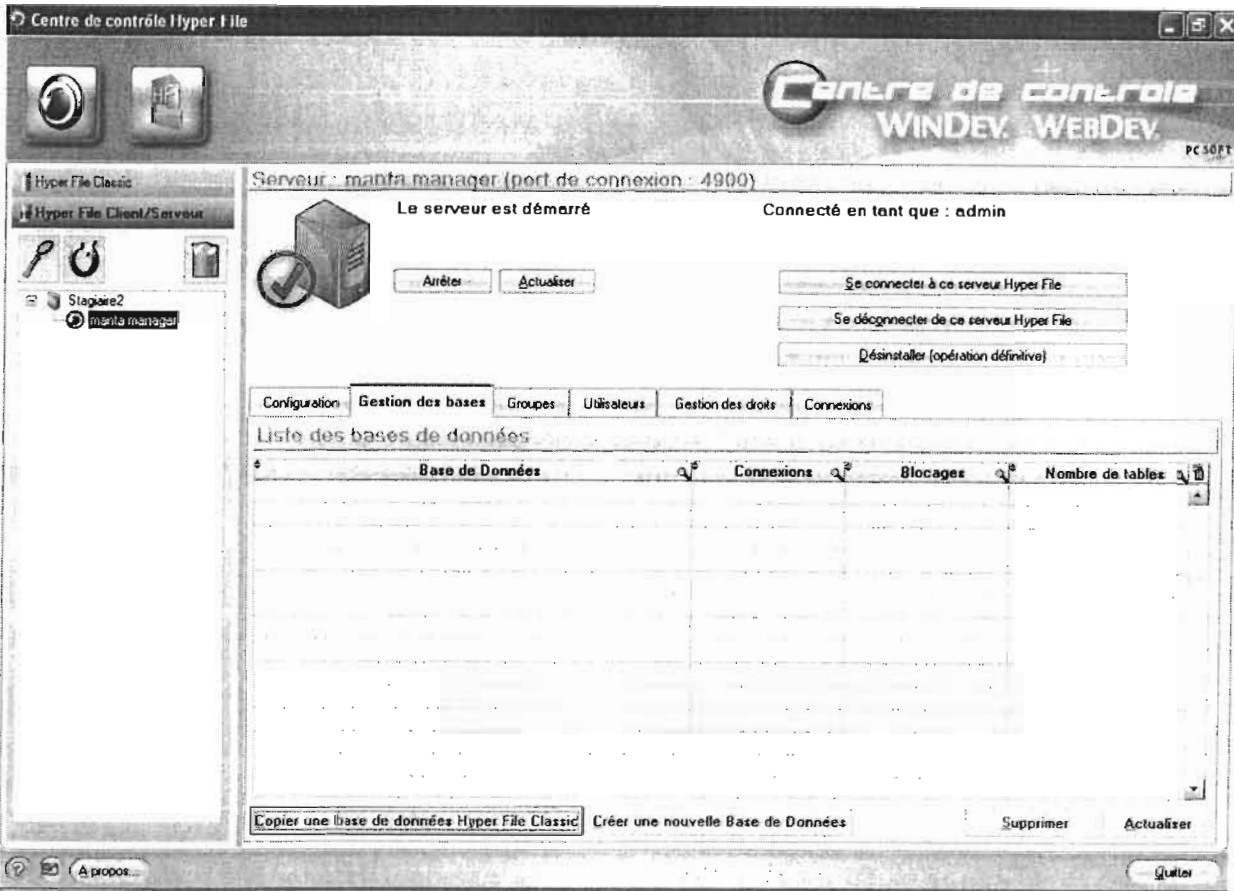 Centre de contrôle Hyper File
Centre de controle
WINDEV. WEBDEV.
PC SOFT
Hyper File Classic
Hyper File Client/Serveur
Stagiaire2
manta manager
Serveur : manta manager (port de connexion : 4900)
Le serveur est démarré
Connecté en tant que : admin
Arrêter
Actualiser
Se connecter à ce serveur Hyper File
Se déconnecter de ce serveur Hyper File
Désinstaller (opération définitive)
Configuration
Gestion des bases
Groupes
Utilisateurs
Gestion des droits
Connexions
Liste des bases de données
Base de Données
Connexions
Blocages
Nombre de tables
Copier une base de données Hyper File Classic
Créer une nouvelle Base de Données
Supprimer
Actualiser
A propos...
Quitter